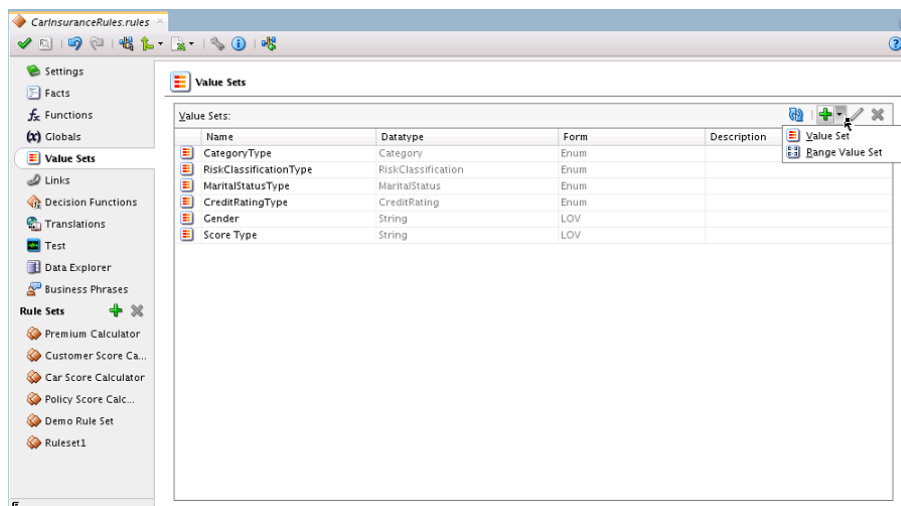 CarInsuranceRules.rules
Settings
Facts
Functions
Globals
Value Sets
Links
Decision Functions
Translations
Test
Data Explorer
Business Phrases
Rule Sets
Premium Calculator
Customer Score Ca...
Car Score Calculator
Policy Score Calc...
Demo Rule Set
Ruleset1
Value Sets
Value Sets:
Name Datatype Form Description
CategoryType Category Enum
RiskClassificationType RiskClassification Enum
MaritalStatusType MaritalStatus Enum
CreditRatingType CreditRating Enum
Gender String LOV
Score Type String LOV
Value Set
Range Value Set